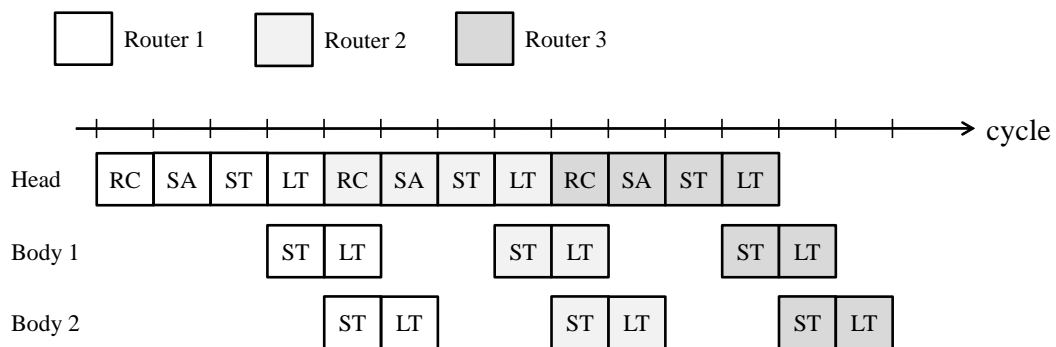 Router 1 Router 2 Router 3
cycle
Head RC SA ST LT RC SA ST LT RC SA ST LT
Body 1 ST LT ST LT ST LT
Body 2 ST LT ST LT ST LT